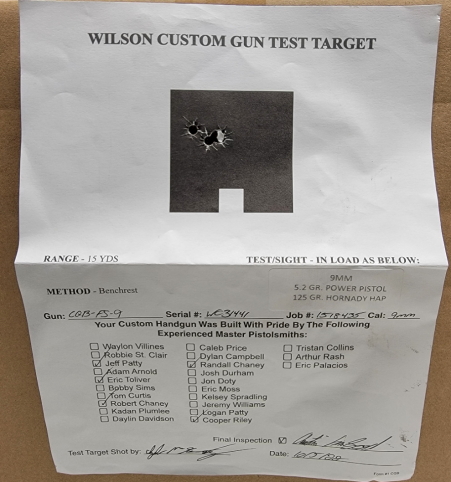 WILSON CUSTOM GUN TEST TARGET
RANGE - 15 YDS
TEST/SIGHT - IN LOAD AS BELOW:
METHOD - Benchrest
9MM
5.2 GR. POWER PISTOL
125 GR. HORNADY HAP
Gun: Serial #: Job #: Cal: 9mm
Your Custom Handgun Was Built With Pride By The Following
Experienced Master Pistolsmiths:
Waylon Villines
Robbie St. Clair
Jeff Patty
Adam Arnold
Eric Toliver
Bobby Sims
Tom Curtis
Robert Chaney
Kadan Plumlee
Daylin Davidson
Caleb Price
Dylan Campbell
Randall Chaney
Josh Durham
Jon Doty
Eric Moss
Kelsey Spradling
Jeremy Williams
Logan Patty
Cooper Riley
Tristan Collins
Arthur Rash
Eric Palacios
Final Inspection
Test Target Shot by:
Date: